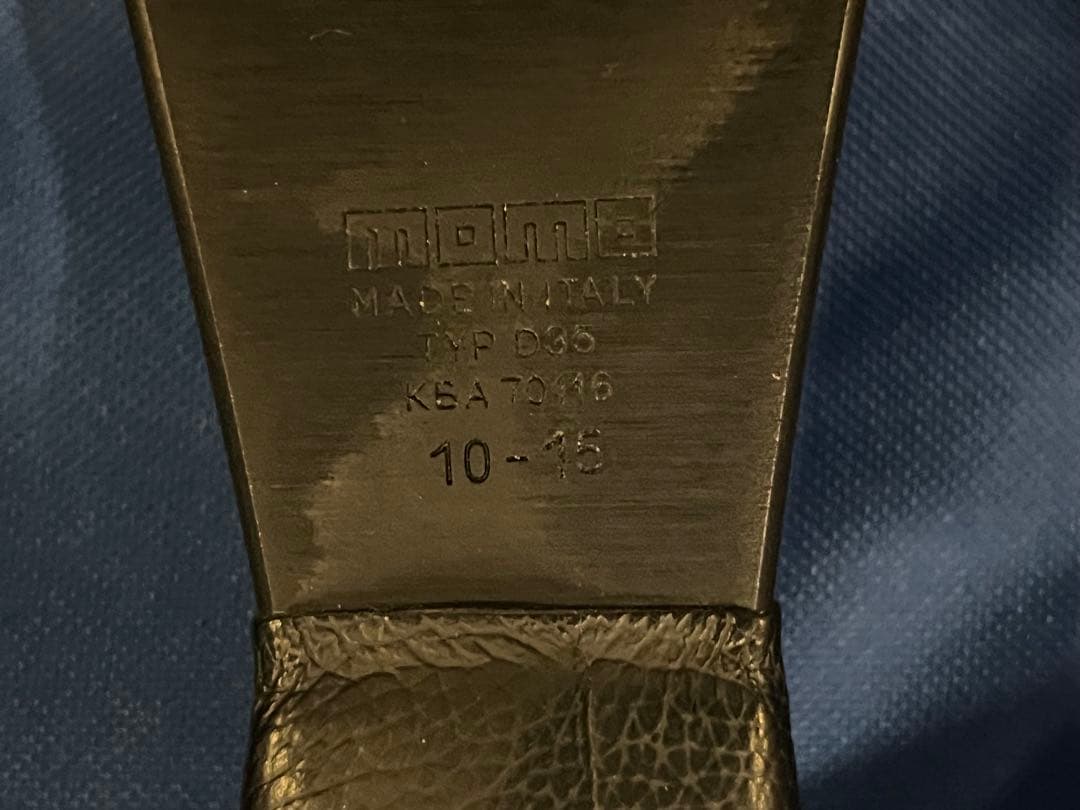 momo
MADE IN ITALY
TYP D35
KBA 70116
10-15